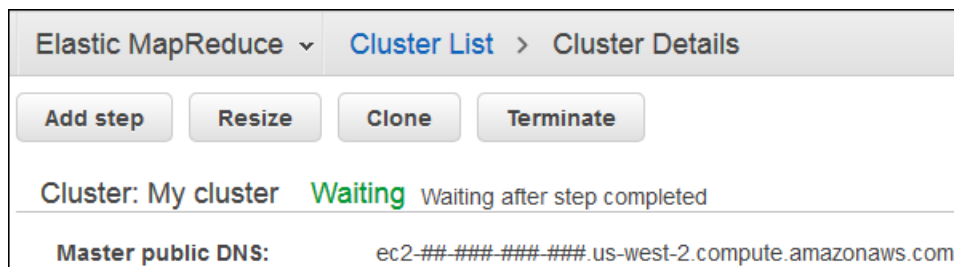 Elastic MapReduce Cluster List > Cluster Details
Add step Resize Clone Terminate
Cluster: My cluster Waiting Waiting after step completed
Master public DNS: ec2-##-###-###-###.us-west-2.compute.amazonaws.com